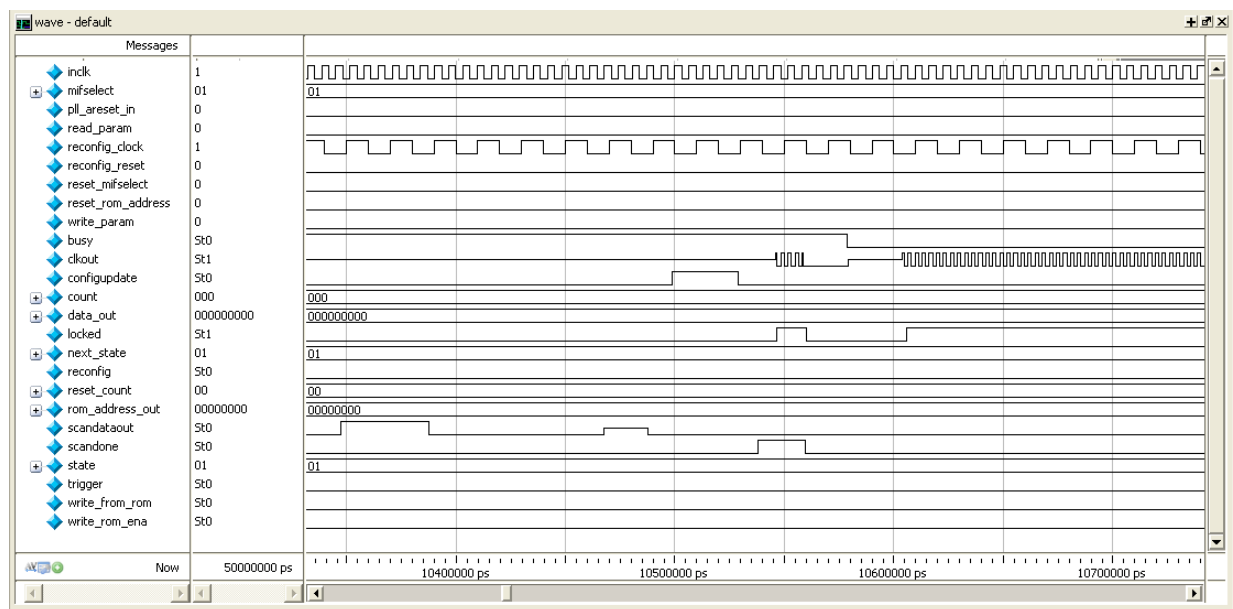 wave - default
Messages
inclk 1
mifselect 01 01
pll_areset_in 0
read_param 0
reconfig_clock 1
reconfig_reset 0
reset_mifselect 0
reset_rom_address 0
write_param 0
busy St0
clkout St1
configupdate St0
count 000 000
data_out 000000000 000000000
locked St1
next_state 01 01
reconfig St0
reset_count 00 00
rom_address_out 00000000 00000000
scandataout St0
scandone St0
state 01 01
trigger St0
write_from_rom St0
write_rom_ena St0
Now 50000000 ps 10400000 ps 10500000 ps 10600000 ps 10700000 ps